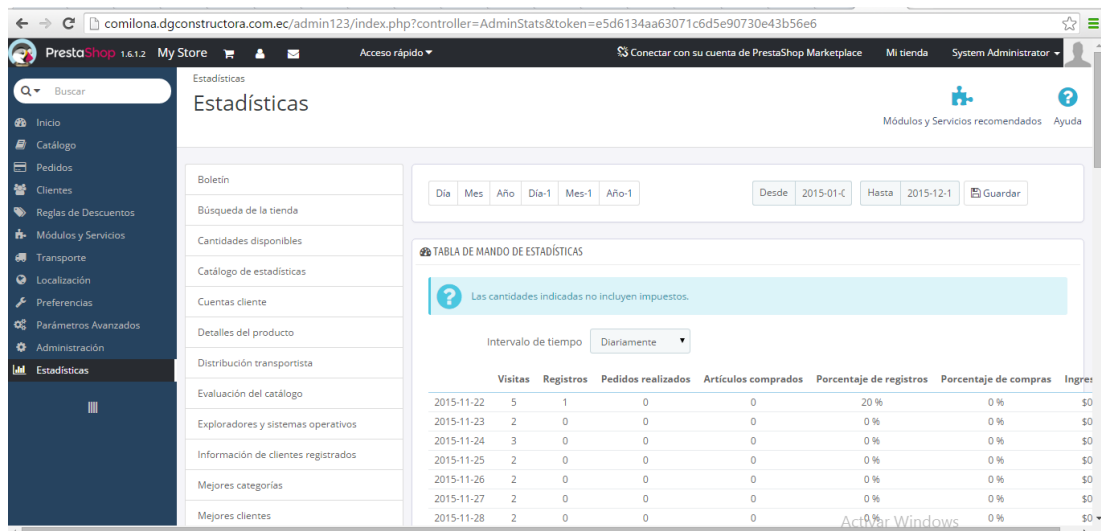 comilona.dgconstructora.com.ec/admin123/index.php?controller=AdminStats&token=e5d6134aa63071c6d5e90730e43b56e6
PrestaShop 1.6.1.2 My Store Acceso rápido Conectar con su cuenta de PrestaShop Marketplace Mi tienda System Administrator
Buscar
Inicio
Catálogo
Pedidos
Clientes
Reglas de Descuentos
Módulos y Servicios
Transporte
Localización
Preferencias
Parámetros Avanzados
Administración
Estadísticas
Estadísticas
Estadísticas
Módulos y Servicios recomendados Ayuda
Boletín
Búsqueda de la tienda
Cantidades disponibles
Catálogo de estadísticas
Cuentas cliente
Detalles del producto
Distribución transportista
Evaluación del catálogo
Exploradores y sistemas operativos
Información de clientes registrados
Mejores categorías
Mejores clientes
Día Mes Año Día-1 Mes-1 Año-1 Desde 2015-01- Hasta 2015-12-1 Guardar
TABLA DE MANDO DE ESTADÍSTICAS
Las cantidades indicadas no incluyen impuestos.
Intervalo de tiempo Diariamente
Visitas Registros Pedidos realizados Artículos comprados Porcentaje de registros Porcentaje de compras Ingres
2015-11-22 5 1 0 0 20 % 0 % $0
2015-11-23 2 0 0 0 0 % 0 % $0
2015-11-24 3 0 0 0 0 % 0 % $0
2015-11-25 2 0 0 0 0 % 0 % $0
2015-11-26 2 0 0 0 0 % 0 % $0
2015-11-27 2 0 0 0 0 % 0 % $0
2015-11-28 2 0 0 0 0 % 0 % $0
Activar Windows